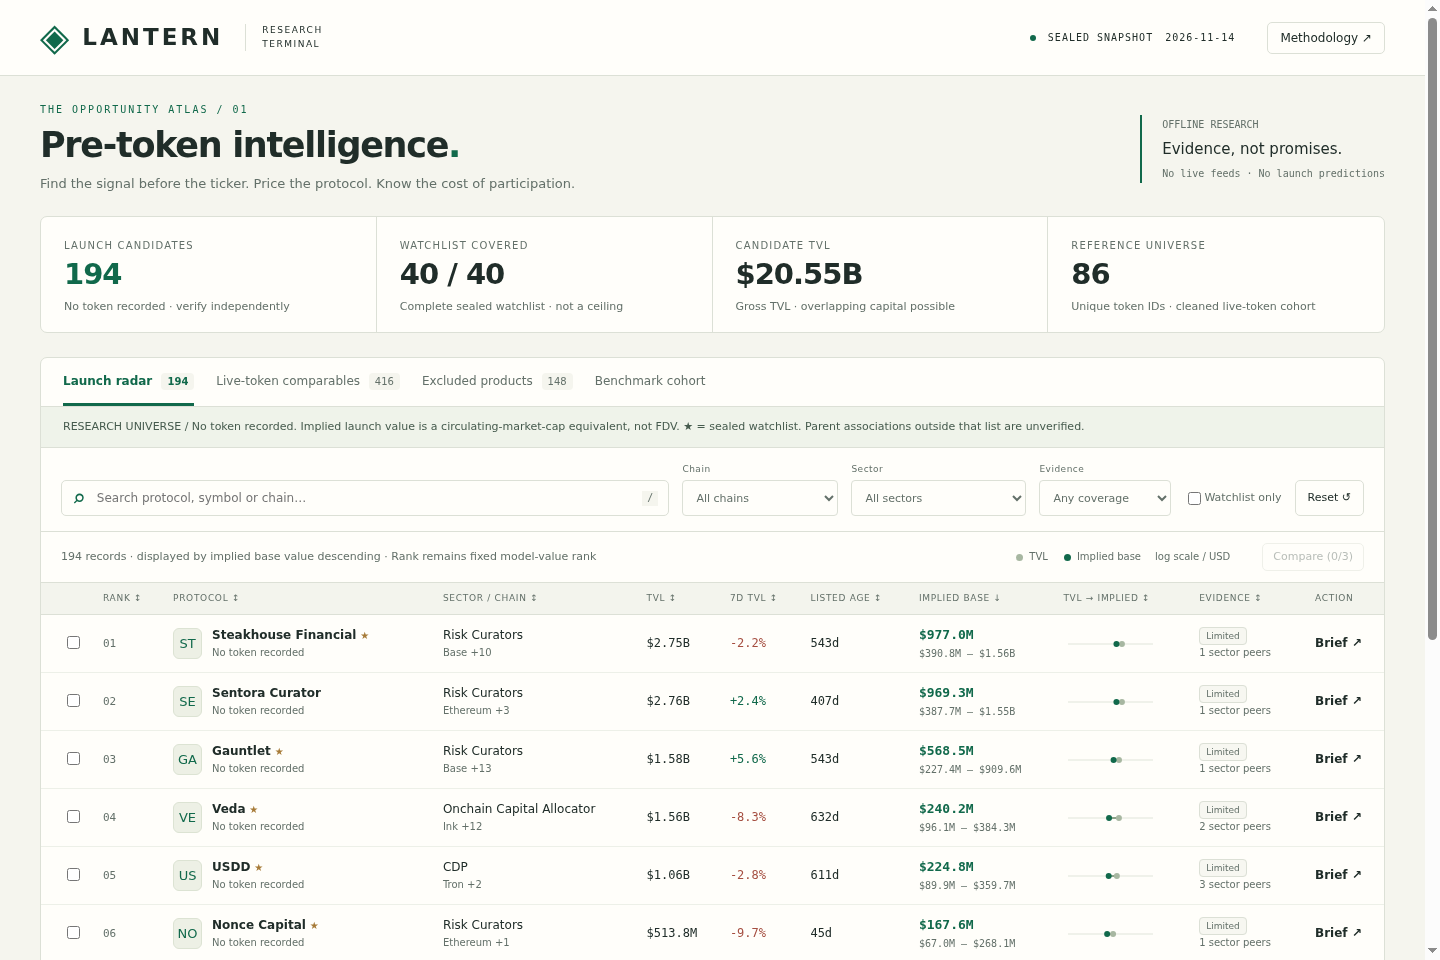 LANTERN
RESEARCH
TERMINAL
SEALED SNAPSHOT 2026-11-14
Methodology ↗
THE OPPORTUNITY ATLAS / 01
Pre-token intelligence.
Find the signal before the ticker. Price the protocol. Know the cost of participation.
OFFLINE RESEARCH
Evidence, not promises.
No live feeds · No launch predictions
LAUNCH CANDIDATES
194
No token recorded · verify independently
WATCHLIST COVERED
40 / 40
Complete sealed watchlist · not a ceiling
CANDIDATE TVL
$20.55B
Gross TVL · overlapping capital possible
REFERENCE UNIVERSE
86
Unique token IDs · cleaned live-token cohort
Launch radar 194 Live-token comparables 416 Excluded products 148 Benchmark cohort
RESEARCH UNIVERSE / No token recorded. Implied launch value is a circulating-market-cap equivalent, not FDV. ★ = sealed watchlist. Parent associations outside that list are unverified.
Chain Sector Evidence
Search protocol, symbol or chain… / All chains All sectors Any coverage Watchlist only Reset ↺
194 records · displayed by implied base value descending · Rank remains fixed model-value rank TVL Implied base log scale / USD Compare (0/3)
RANK ↕ PROTOCOL ↕ SECTOR / CHAIN ↕ TVL ↕ 7D TVL ↕ LISTED AGE ↕ IMPLIED BASE ↓ TVL → IMPLIED ↕ EVIDENCE ↕ ACTION
01 ST Steakhouse Financial ★ Risk Curators $2.75B -2.2% 543d $977.0M Limited Brief ↗
No token recorded Base +10 $390.8M – $1.56B 1 sector peers
02 SE Sentora Curator Risk Curators $2.76B +2.4% 407d $969.3M Limited Brief ↗
No token recorded Ethereum +3 $387.7M – $1.55B 1 sector peers
03 GA Gauntlet ★ Risk Curators $1.58B +5.6% 543d $568.5M Limited Brief ↗
No token recorded Base +13 $227.4M – $909.6M 1 sector peers
04 VE Veda ★ Onchain Capital Allocator $1.56B -8.3% 632d $240.2M Limited Brief ↗
No token recorded Ink +12 $96.1M – $384.3M 2 sector peers
05 US USDD ★ CDP $1.06B -2.8% 611d $224.8M Limited Brief ↗
No token recorded Tron +2 $89.9M – $359.7M 3 sector peers
06 NO Nonce Capital ★ Risk Curators $513.8M -9.7% 45d $167.6M Limited Brief ↗
No token recorded Ethereum +1 $67.0M – $268.1M 1 sector peers